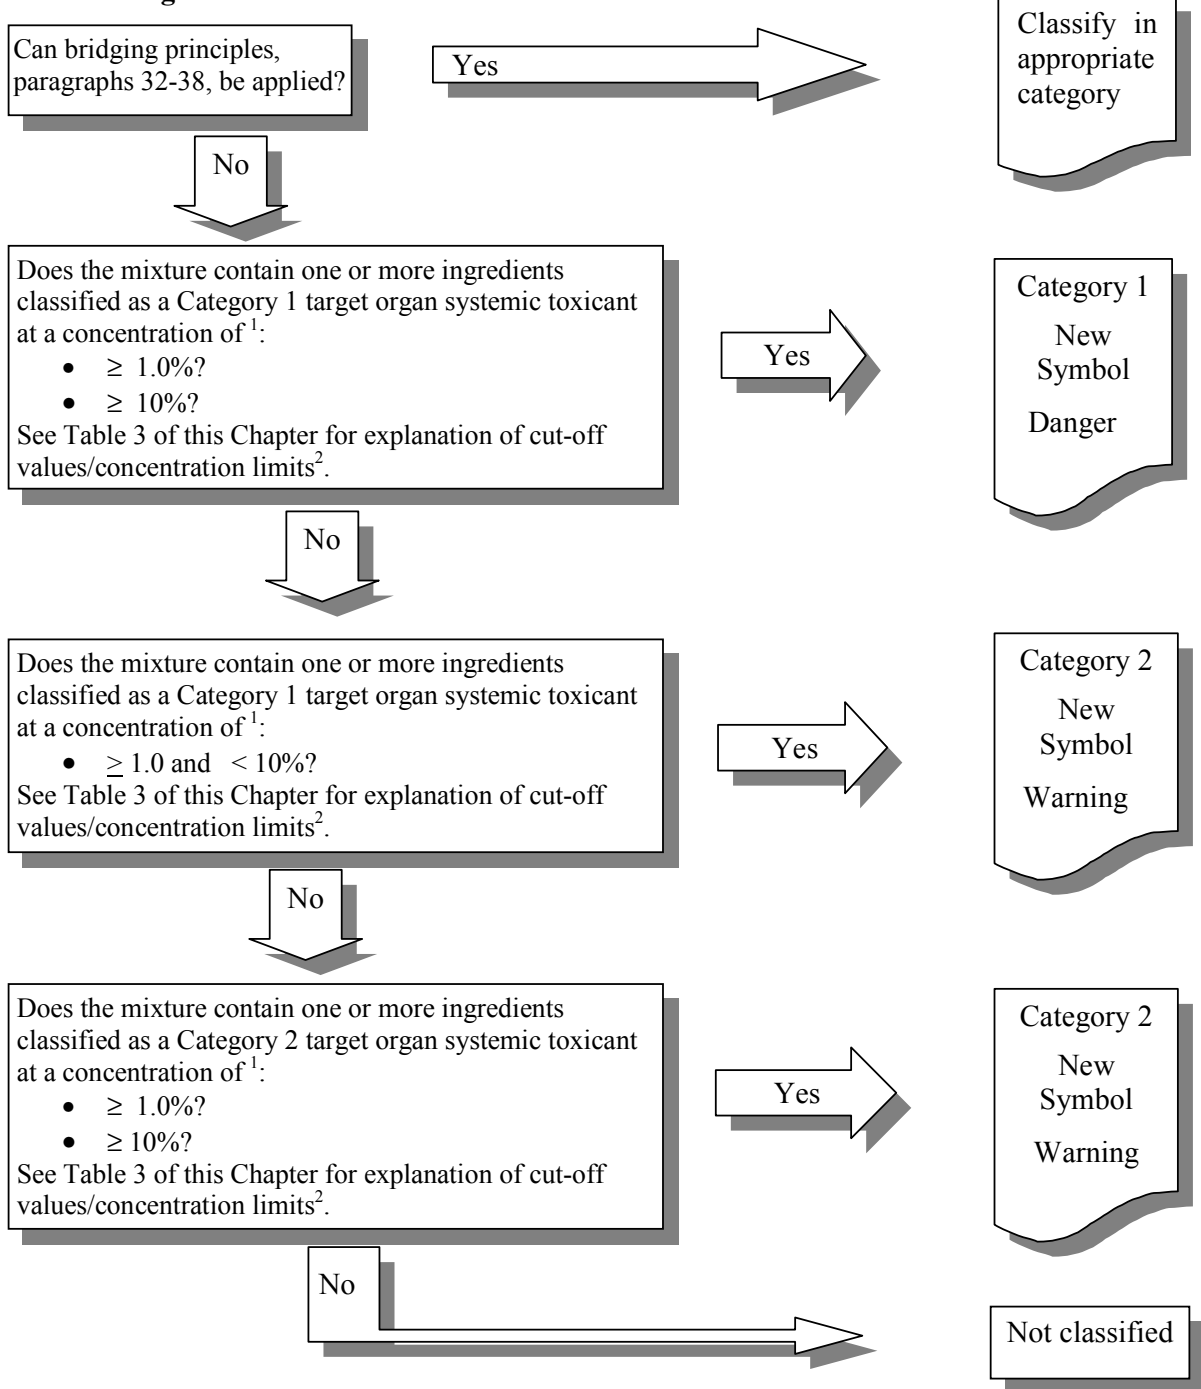 Can bridging principles,
paragraphs 32-38, be applied?
Yes
Classify in
appropriate
category
No
Does the mixture contain one or more ingredients
classified as a Category 1 target organ systemic toxicant
at a concentration of ¹:
• ≥ 1.0%?
• ≥ 10%?
See Table 3 of this Chapter for explanation of cut-off
values/concentration limits².
Yes
Category 1
New
Symbol
Danger
No
Does the mixture contain one or more ingredients
classified as a Category 1 target organ systemic toxicant
at a concentration of ¹:
• ≥ 1.0 and < 10%?
See Table 3 of this Chapter for explanation of cut-off
values/concentration limits².
Yes
Category 2
New
Symbol
Warning
No
Does the mixture contain one or more ingredients
classified as a Category 2 target organ systemic toxicant
at a concentration of ¹:
• ≥ 1.0%?
• ≥ 10%?
See Table 3 of this Chapter for explanation of cut-off
values/concentration limits².
Yes
Category 2
New
Symbol
Warning
No
Not classified